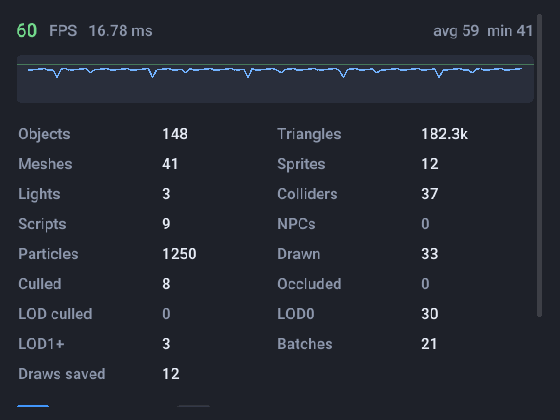 60 FPS 16.78 ms avg 59 min 41
Objects 148 Triangles 182.3k
Meshes 41 Sprites 12
Lights 3 Colliders 37
Scripts 9 NPCs 0
Particles 1250 Drawn 33
Culled 8 Occluded 0
LOD culled 0 LOD0 30
LOD1+ 3 Batches 21
Draws saved 12